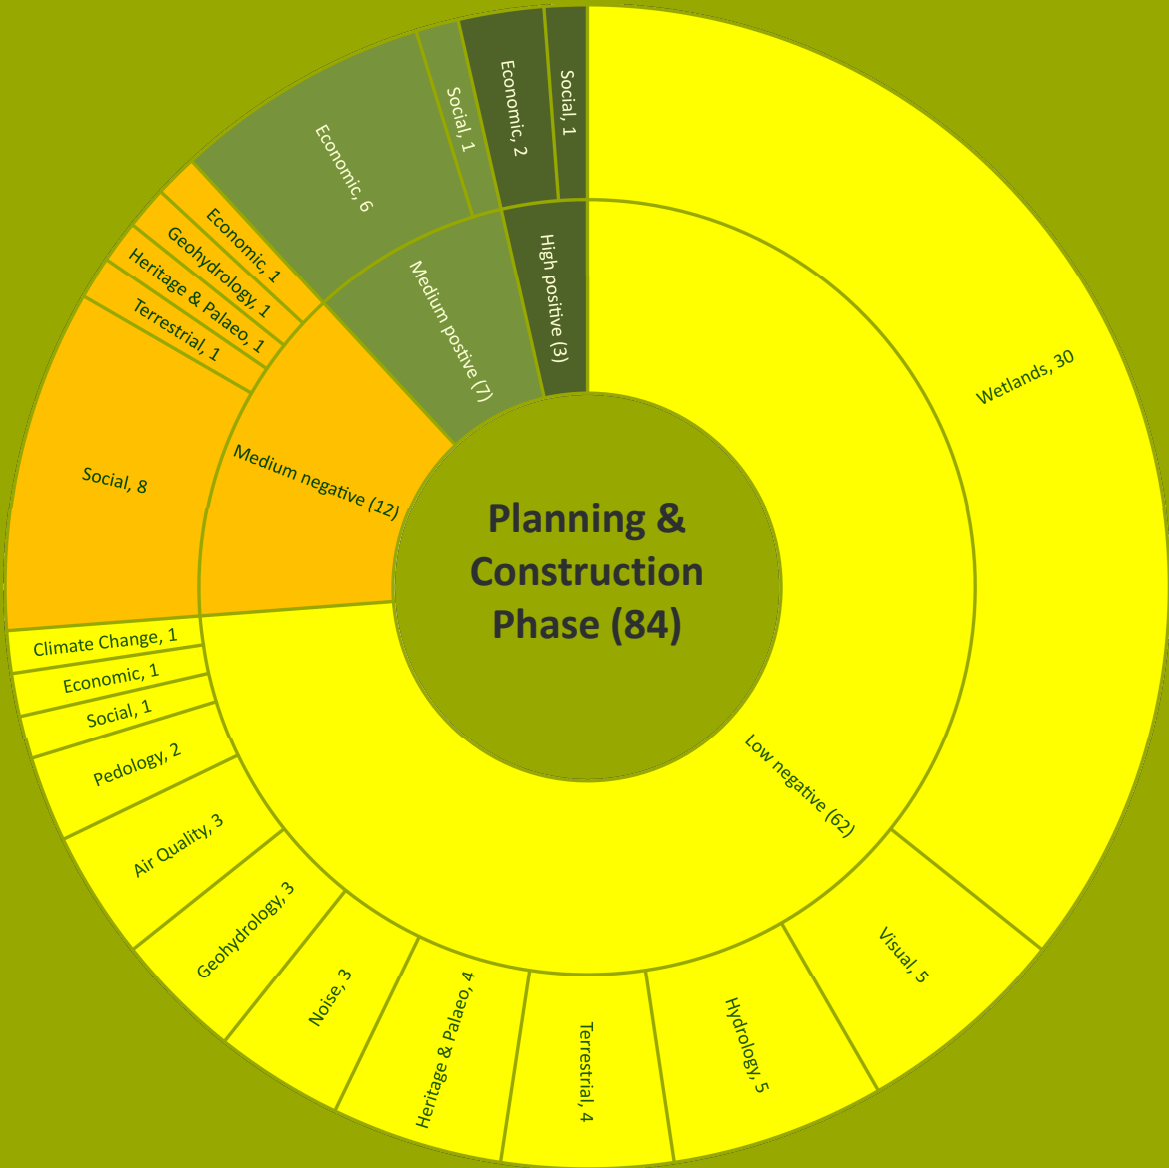 Planning &
Construction
Phase (84)
Low negative (62)
Wetlands, 30
Visual, 5
Hydrology, 5
Terrestrial, 4
Heritage & Palaeo, 4
Noise, 3
Geohydrology, 3
Air Quality, 3
Pedology, 2
Social, 1
Economic, 1
Climate Change, 1
Medium negative (12)
Social, 8
Terrestrial, 1
Heritage & Palaeo, 1
Geohydrology, 1
Economic, 1
Medium postive (7)
Economic, 6
Social, 1
High positive (3)
Economic, 2
Social, 1